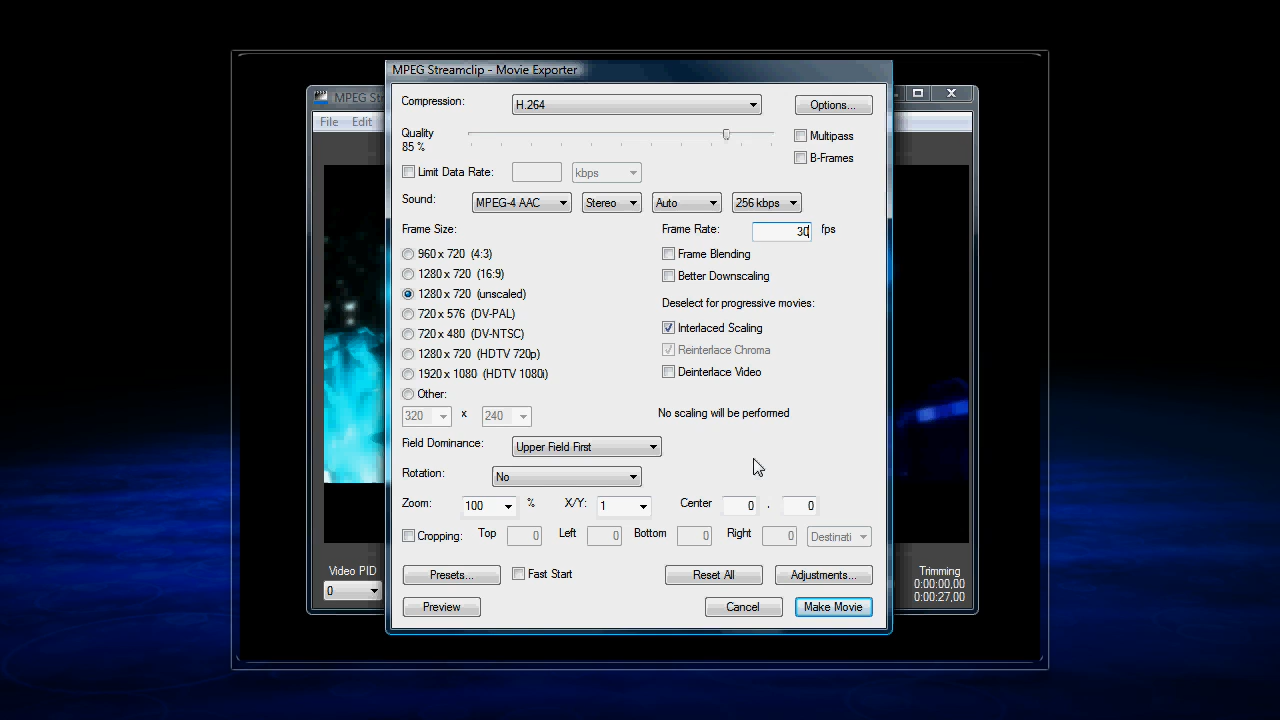 MPEG Streamclip - Movie Exporter
MPEG St
File Edit
Compression: H.264 Options...
Quality
85 %
Multipass
B-Frames
Limit Data Rate: kbps
Sound: MPEG-4 AAC Stereo Auto 256 kbps
Frame Size: Frame Rate: 30 fps
960 x 720 (4:3) Frame Blending
1280 x 720 (16:9) Better Downscaling
1280 x 720 (unscaled) Deselect for progressive movies:
720 x 576 (DV-PAL) Interlaced Scaling
720 x 480 (DV-NTSC)
1280 x 720 (HDTV 720p) Reinterlace Chroma
1920 x 1080 (HDTV 1080i) Deinterlace Video
Other:
320 x 240 No scaling will be performed
Field Dominance: Upper Field First
Rotation: No
Zoom: 100 % X/Y: 1 Center 0 , 0
Cropping: Top 0 Left 0 Bottom 0 Right 0 Destinati
Presets... Fast Start Reset All Adjustments...
Preview Cancel Make Movie
Video PID
0
Trimming
0:00:00,00
0:00:27,00